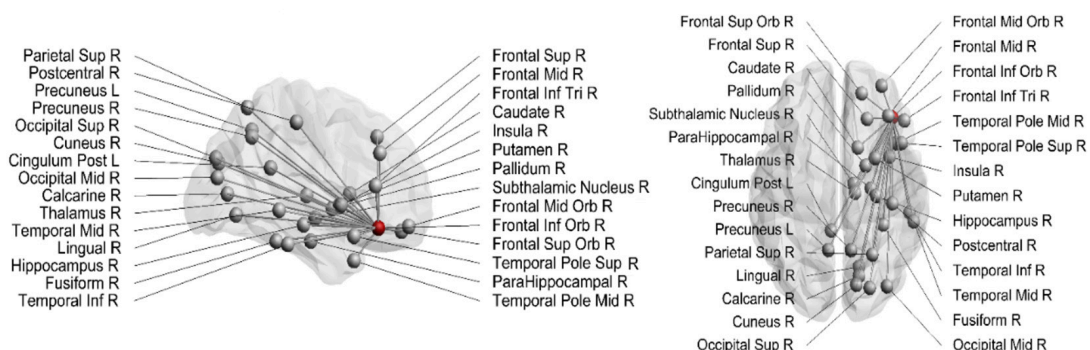 Parietal Sup R
Postcentral R
Precuneus L
Precuneus R
Occipital Sup R
Cuneus R
Cingulum Post L
Occipital Mid R
Calcarine R
Thalamus R
Temporal Mid R
Lingual R
Hippocampus R
Fusiform R
Temporal Inf R
Frontal Sup R
Frontal Mid R
Frontal Inf Tri R
Caudate R
Insula R
Putamen R
Pallidum R
Subthalamic Nucleus R
Frontal Mid Orb R
Frontal Inf Orb R
Frontal Sup Orb R
Temporal Pole Sup R
ParaHippocampal R
Temporal Pole Mid R
Frontal Sup Orb R
Frontal Sup R
Caudate R
Pallidum R
Subthalamic Nucleus R
ParaHippocampal R
Thalamus R
Cingulum Post L
Precuneus R
Precuneus L
Parietal Sup R
Lingual R
Calcarine R
Cuneus R
Occipital Sup R
Frontal Mid Orb R
Frontal Mid R
Frontal Inf Orb R
Frontal Inf Tri R
Temporal Pole Mid R
Temporal Pole Sup R
Insula R
Putamen R
Hippocampus R
Postcentral R
Temporal Inf R
Temporal Mid R
Fusiform R
Occipital Mid R